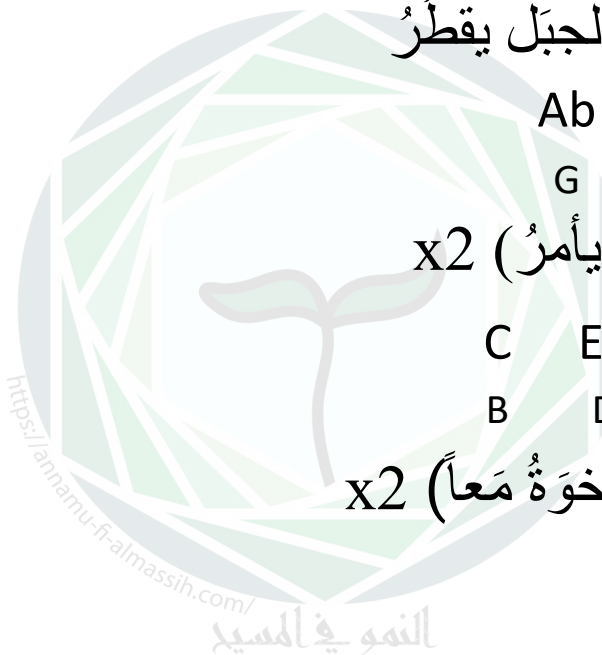 لجبَل يقطُرُ
Ab
G
يأمرُ) x2
C E
B
خوَةُ مَعاً) x2
https://annamu-fi-almassih.com/
النمو في المسيح